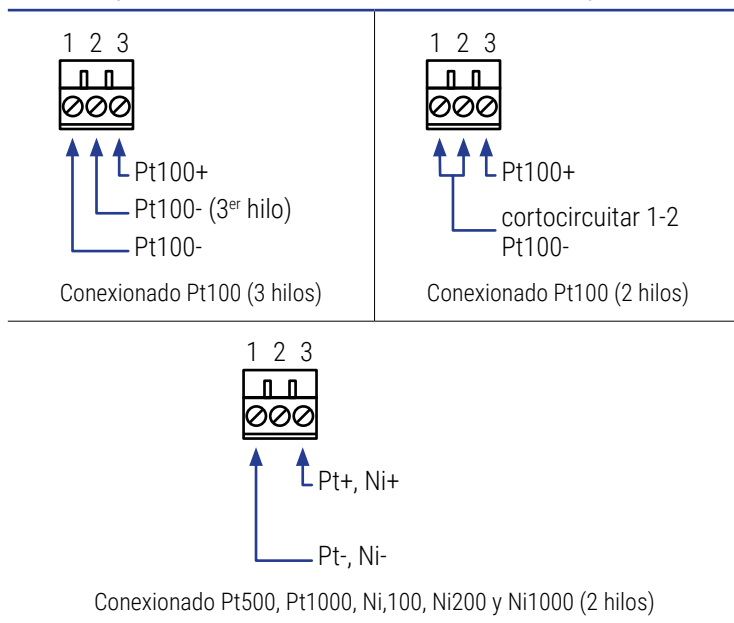 1 2 3
Pt100+
Pt100- (3er hilo)
Pt100-
Conexionado Pt100 (3 hilos)
1 2 3
Pt100+
cortocircuitar 1-2
Pt100-
Conexionado Pt100 (2 hilos)
1 2 3
Pt+, Ni+
Pt-, Ni-
Conexionado Pt500, Pt1000, Ni,100, Ni200 y Ni1000 (2 hilos)